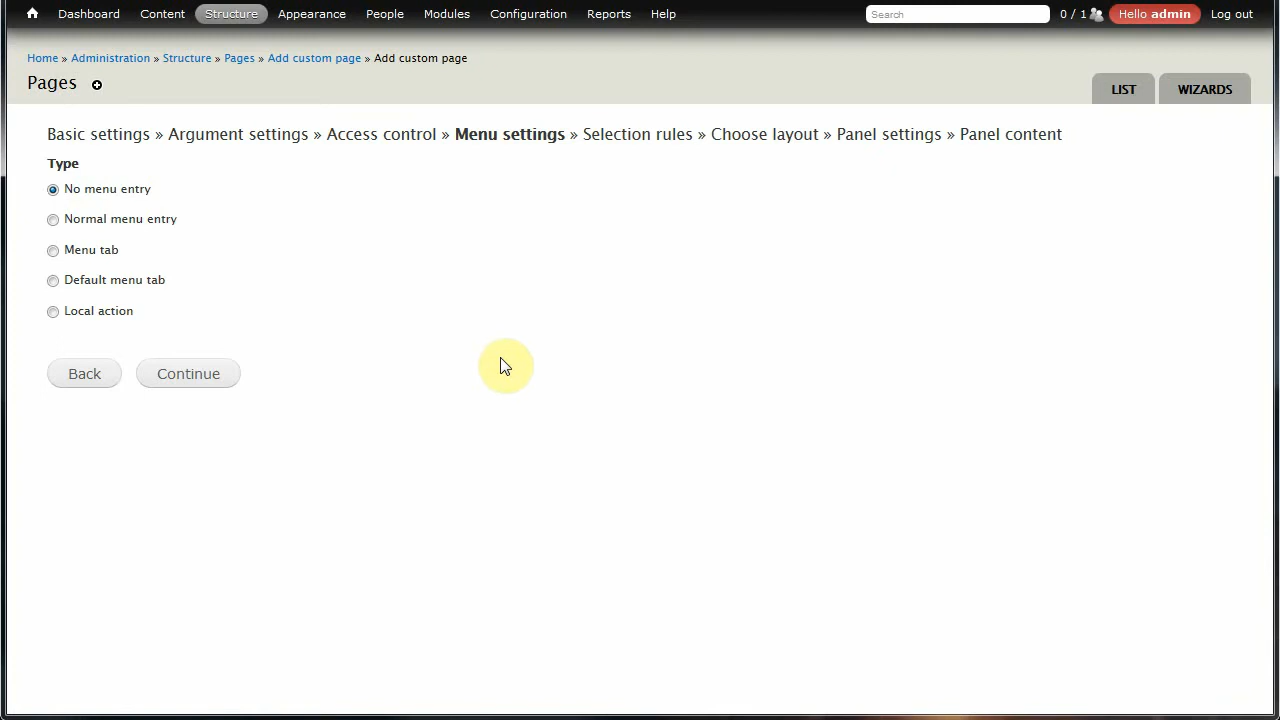 Dashboard Content Structure Appearance People Modules Configuration Reports Help Search 0 / 1 Hello admin Log out
Home » Administration » Structure » Pages » Add custom page » Add custom page
Pages
LIST WIZARDS
Basic settings » Argument settings » Access control » Menu settings » Selection rules » Choose layout » Panel settings » Panel content
Type
No menu entry
Normal menu entry
Menu tab
Default menu tab
Local action
Back Continue